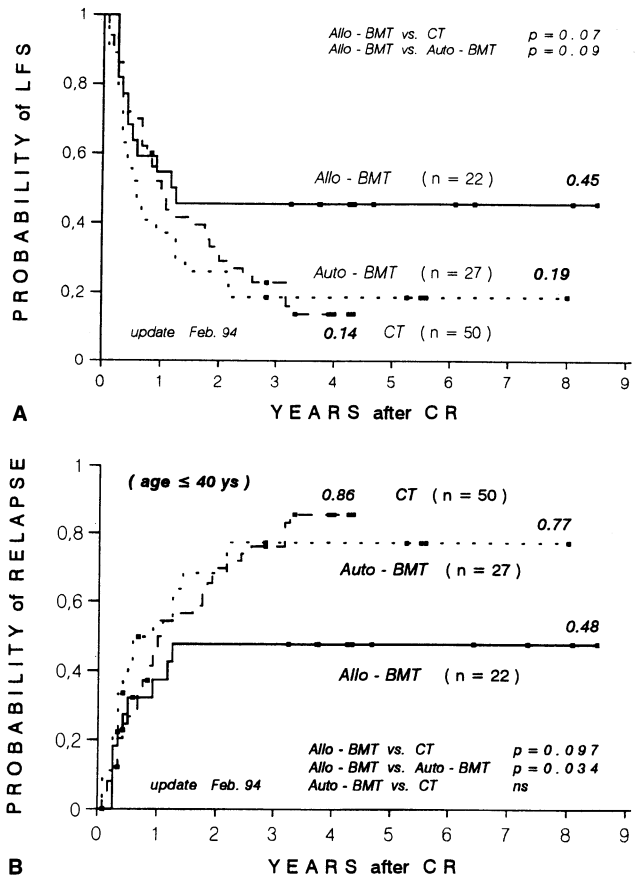 PROBABILITY of LFS
1
0,8
0,6
0,4
0,2
0
Allo - BMT vs. CT p = 0.07
Allo - BMT vs. Auto - BMT p = 0.09
Allo - BMT ( n = 22 ) 0.45
Auto - BMT ( n = 27 ) 0.19
update Feb. 94 0.14 CT ( n = 50 )
0 1 2 3 4 5 6 7 8 9
A YEARS after CR
PROBABILITY of RELAPSE
1
0,8
0,6
0,4
0,2
0
( age ≤ 40 ys ) 0.86 CT ( n = 50 )
0.77
Auto - BMT ( n = 27 )
0.48
Allo - BMT ( n = 22 )
Allo - BMT vs. CT p = 0.097
Allo - BMT vs. Auto - BMT p = 0.034
update Feb. 94 Auto - BMT vs. CT ns
0 1 2 3 4 5 6 7 8 9
B YEARS after CR